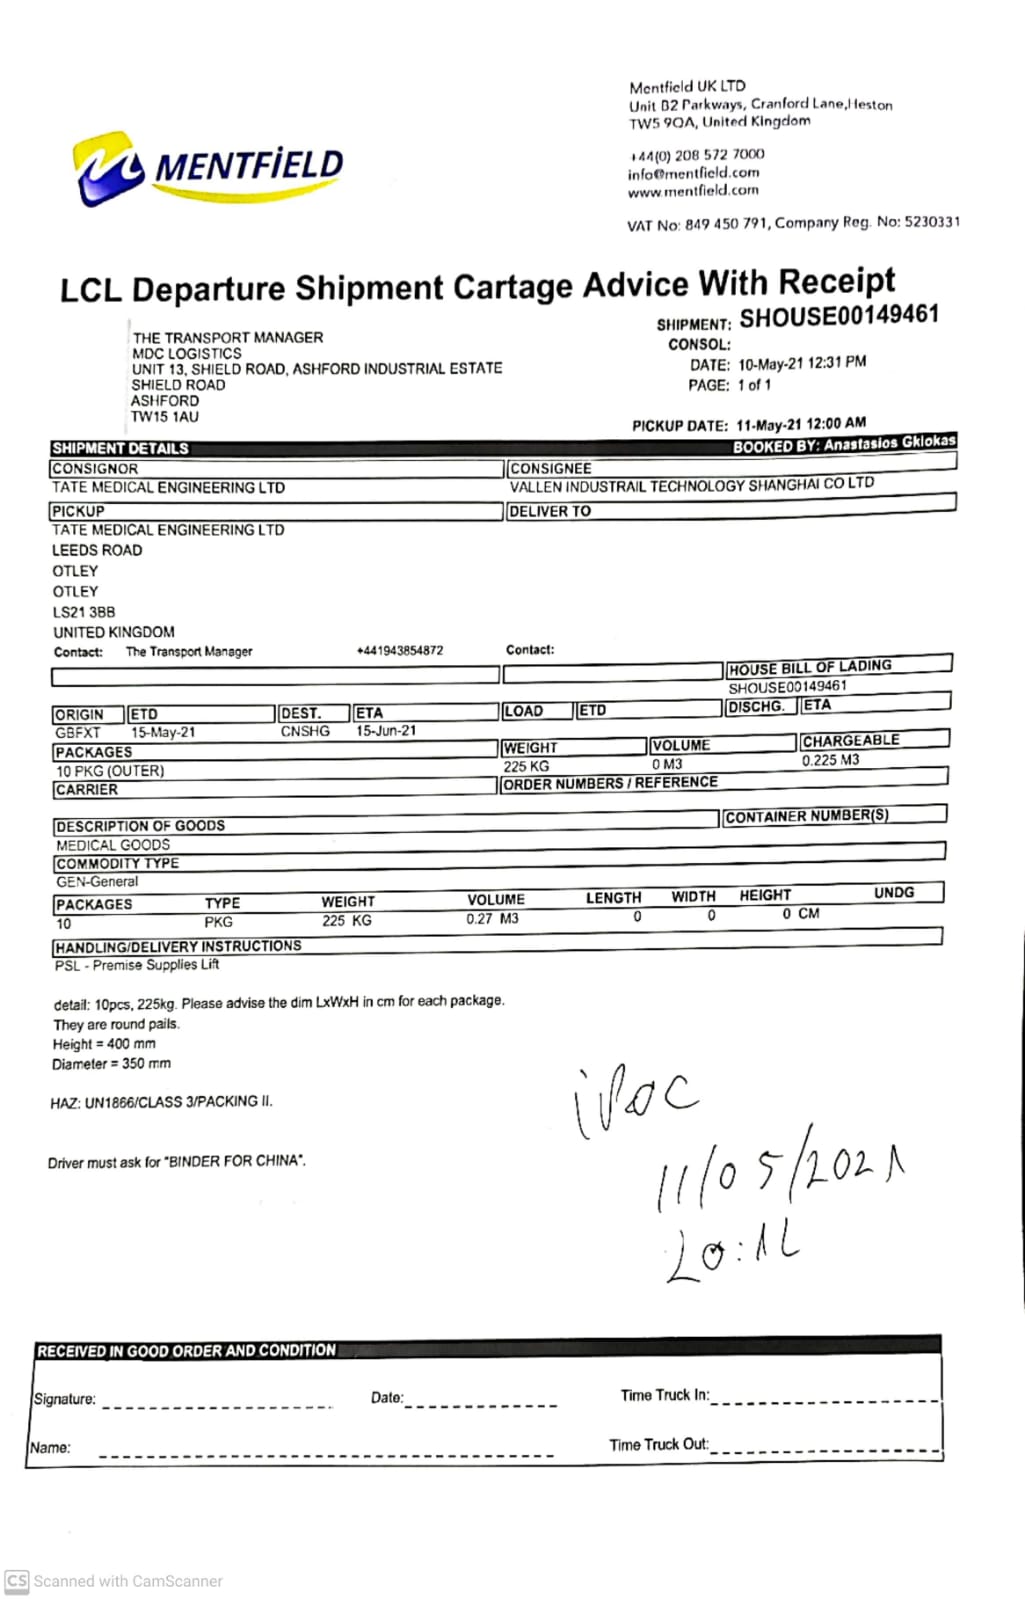 Mentfield UK LTD
Unit B2 Parkways, Cranford Lane,Heston
TW5 9QA, United Kingdom
+44(0) 208 572 7000
info@mentfield.com
www.mentfield.com
VAT No: 849 450 791, Company Reg. No: 5230331
MENTFiELD
LCL Departure Shipment Cartage Advice With Receipt
SHIPMENT: SHOUSE00149461
CONSOL:
DATE: 10-May-21 12:31 PM
PAGE: 1 of 1
THE TRANSPORT MANAGER
MDC LOGISTICS
UNIT 13, SHIELD ROAD, ASHFORD INDUSTRIAL ESTATE
SHIELD ROAD
ASHFORD
TW15 1AU
PICKUP DATE: 11-May-21 12:00 AM
SHIPMENT DETAILS BOOKED BY: Anastasios Gkiokas
CONSIGNOR CONSIGNEE
TATE MEDICAL ENGINEERING LTD VALLEN INDUSTRAIL TECHNOLOGY SHANGHAI CO LTD
PICKUP DELIVER TO
TATE MEDICAL ENGINEERING LTD
LEEDS ROAD
OTLEY
OTLEY
LS21 3BB
UNITED KINGDOM
Contact: The Transport Manager +441943854872 Contact:
HOUSE BILL OF LADING
SHOUSE00149461
ORIGIN ETD DEST. ETA LOAD ETD DISCHG. ETA
GBFXT 15-May-21 CNSHG 15-Jun-21
PACKAGES WEIGHT VOLUME CHARGEABLE
10 PKG (OUTER) 225 KG 0 M3 0.225 M3
CARRIER ORDER NUMBERS / REFERENCE
DESCRIPTION OF GOODS CONTAINER NUMBER(S)
MEDICAL GOODS
COMMODITY TYPE
GEN-General
PACKAGES TYPE WEIGHT VOLUME LENGTH WIDTH HEIGHT UNDG
10 PKG 225 KG 0.27 M3 0 0 0 CM
HANDLING/DELIVERY INSTRUCTIONS
PSL - Premise Supplies Lift
detail: 10pcs, 225kg. Please advise the dim LxWxH in cm for each package.
They are round pails.
Height = 400 mm
Diameter = 350 mm
HAZ: UN1866/CLASS 3/PACKING II.
Driver must ask for "BINDER FOR CHINA".
11/05/2021
RECEIVED IN GOOD ORDER AND CONDITION
Signature: Date: Time Truck In:
Name: Time Truck Out:
CS Scanned with CamScanner